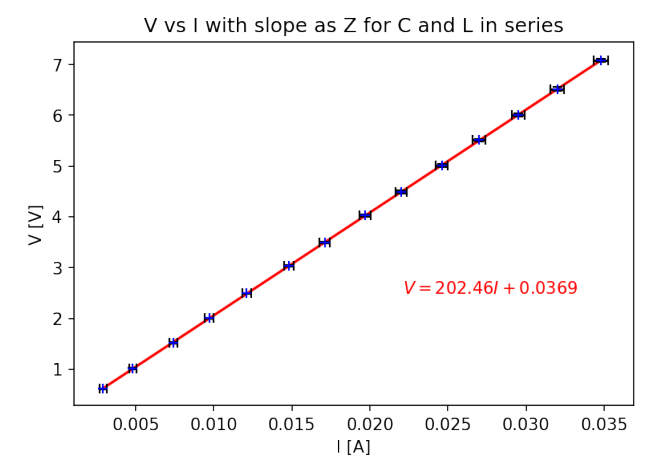 V vs I with slope as Z for C and L in series
7
6
5
4
3
2
1
V [V]
V = 202.46I + 0.0369
0.005 0.010 0.015 0.020 0.025 0.030 0.035
I [A]